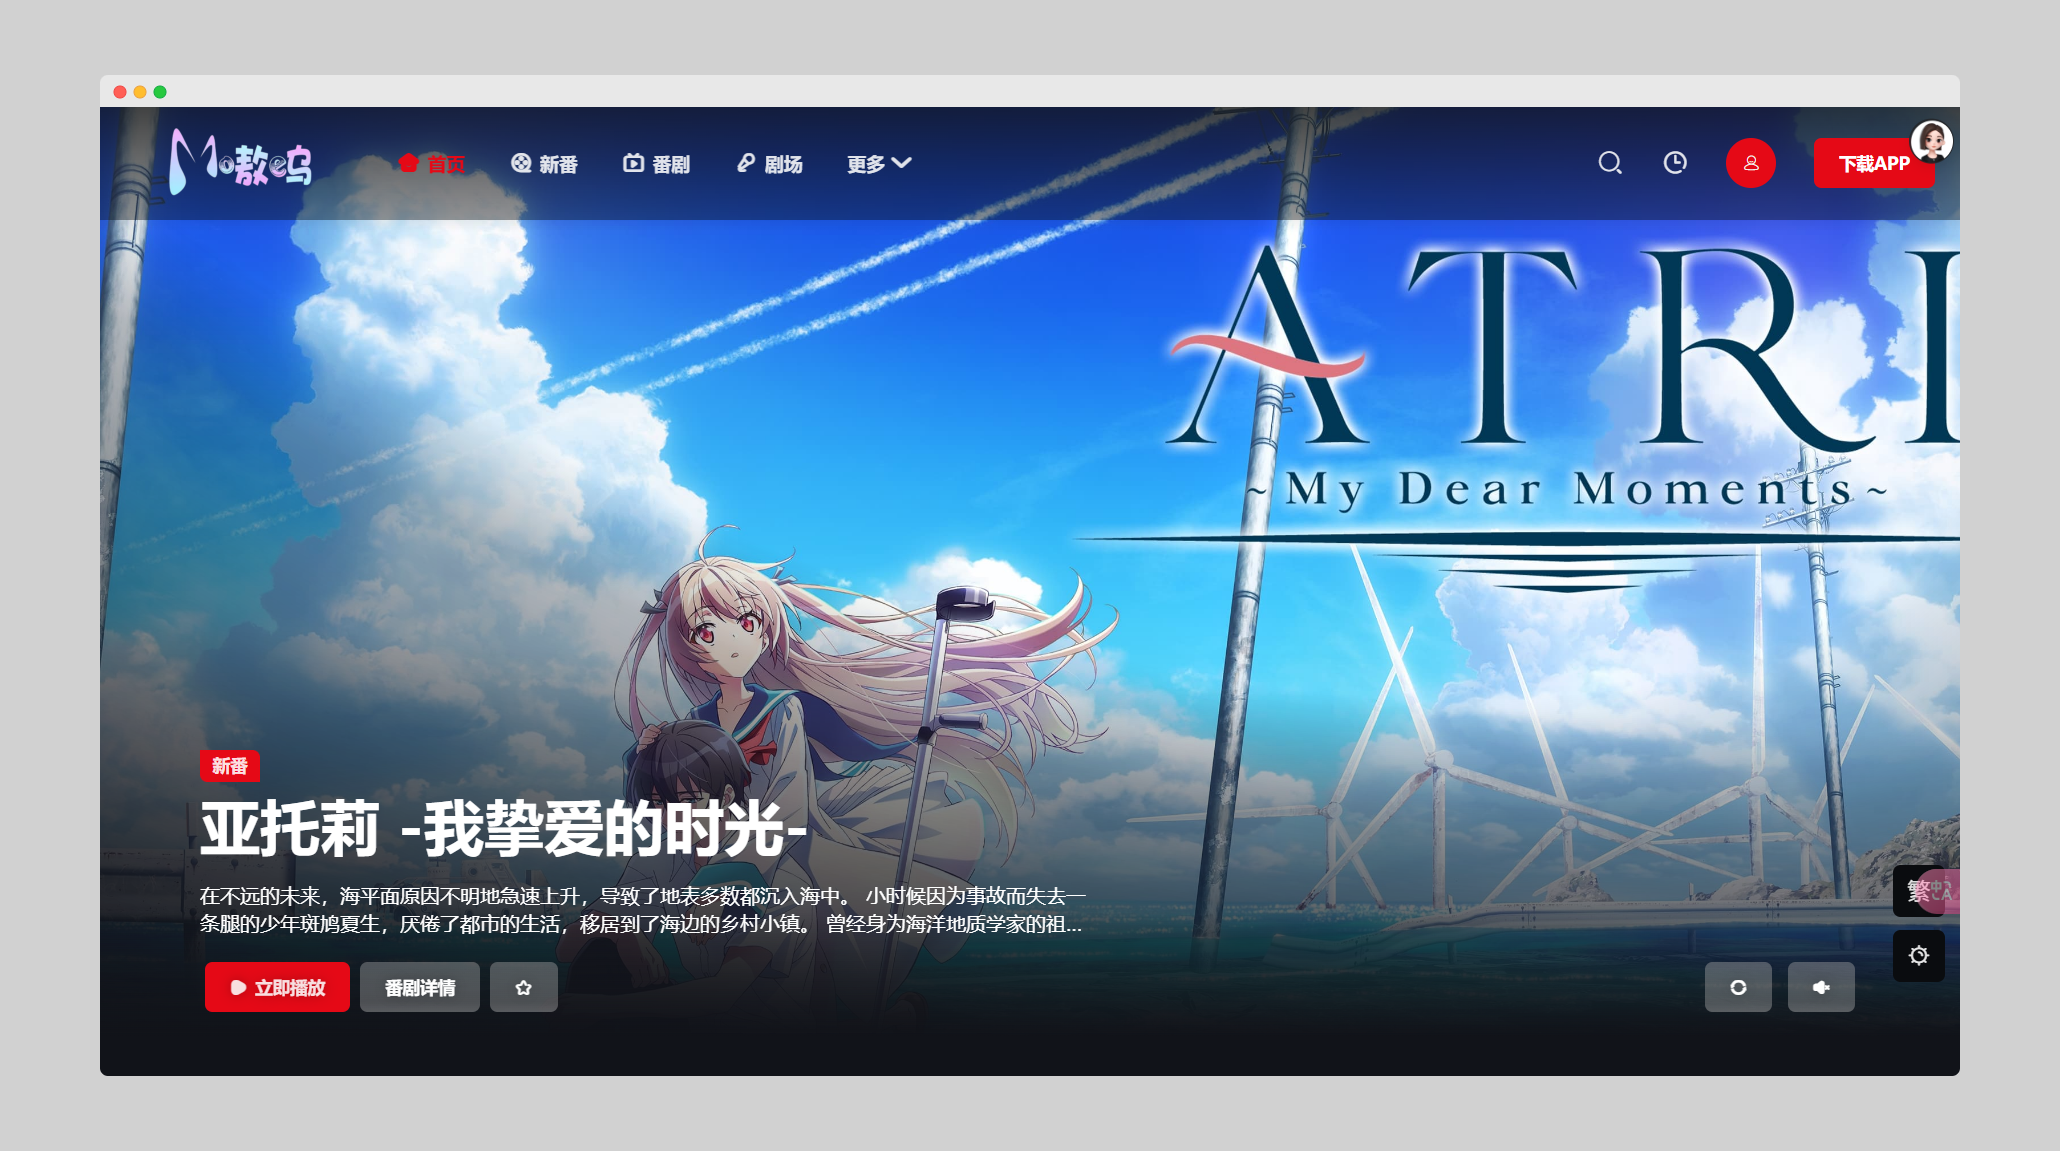 Mo敖e呜
首页
新番
番剧
剧场
更多
下载APP
ATRI
~My Dear Moments~
新番
亚托莉 -我挚爱的时光-
在不远的未来，海平面原因不明地急速上升，导致了地表多数都沉入海中。 小时候因为事故而失去一
条腿的少年斑鸠夏生，厌倦了都市的生活，移居到了海边的乡村小镇。 曾经身为海洋地质学家的祖...
立即播放
番剧详情
繁